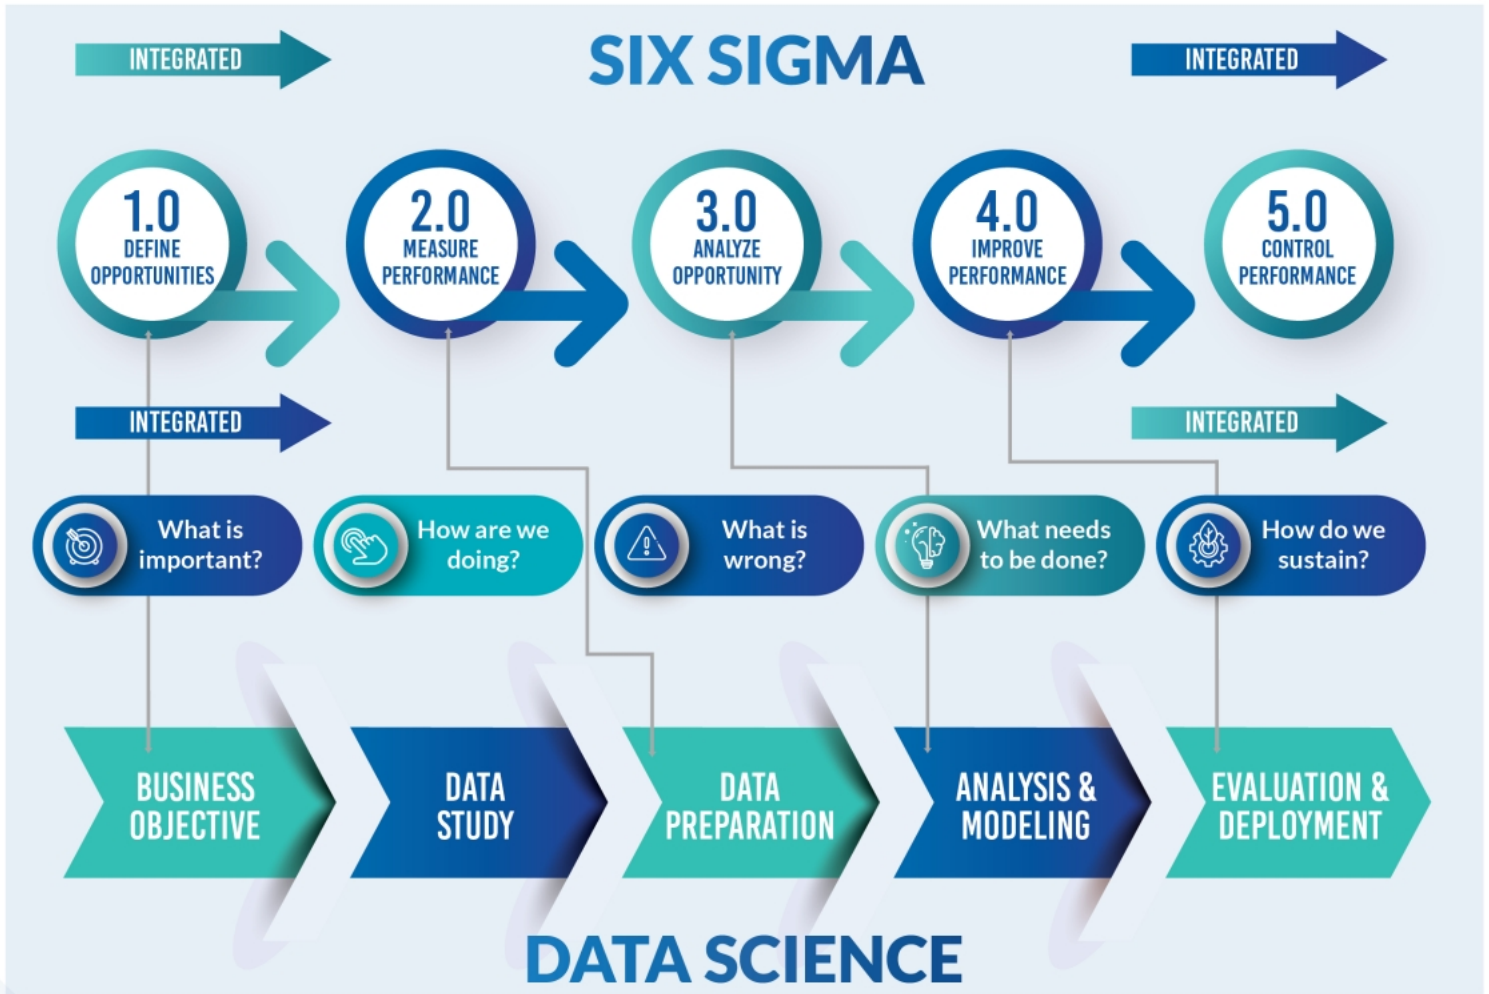 INTEGRATED
SIX SIGMA
INTEGRATED
1.0
DEFINE
OPPORTUNITIES
2.0
MEASURE
PERFORMANCE
3.0
ANALYZE
OPPORTUNITY
4.0
IMPROVE
PERFORMANCE
5.0
CONTROL
PERFORMANCE
INTEGRATED
INTEGRATED
What is
important?
How are we
doing?
What is
wrong?
What needs
to be done?
How do we
sustain?
BUSINESS
OBJECTIVE
DATA
STUDY
DATA
PREPARATION
ANALYSIS &
MODELING
EVALUATION &
DEPLOYMENT
DATA SCIENCE